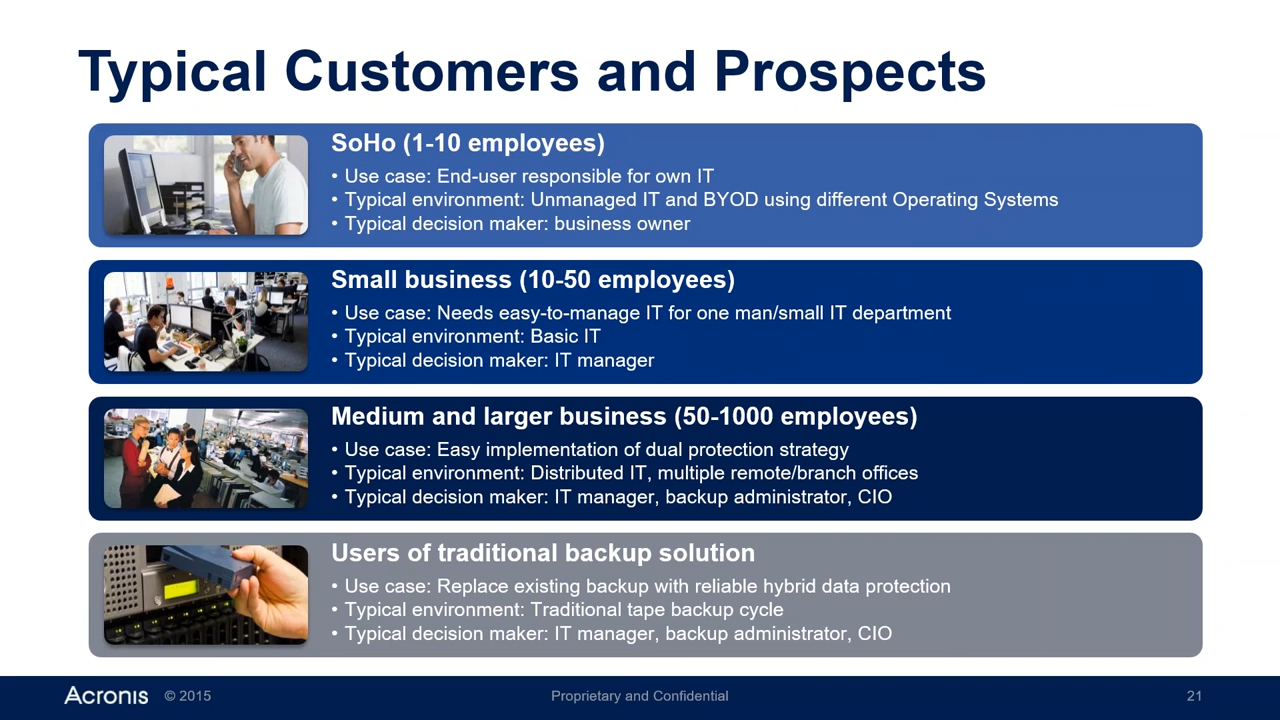 Typical Customers and Prospects
SoHo (1-10 employees)
• Use case: End-user responsible for own IT
• Typical environment: Unmanaged IT and BYOD using different Operating Systems
• Typical decision maker: business owner
Small business (10-50 employees)
• Use case: Needs easy-to-manage IT for one man/small IT department
• Typical environment: Basic IT
• Typical decision maker: IT manager
Medium and larger business (50-1000 employees)
• Use case: Easy implementation of dual protection strategy
• Typical environment: Distributed IT, multiple remote/branch offices
• Typical decision maker: IT manager, backup administrator, CIO
Users of traditional backup solution
• Use case: Replace existing backup with reliable hybrid data protection
• Typical environment: Traditional tape backup cycle
• Typical decision maker: IT manager, backup administrator, CIO
Acronis © 2015 Proprietary and Confidential 21